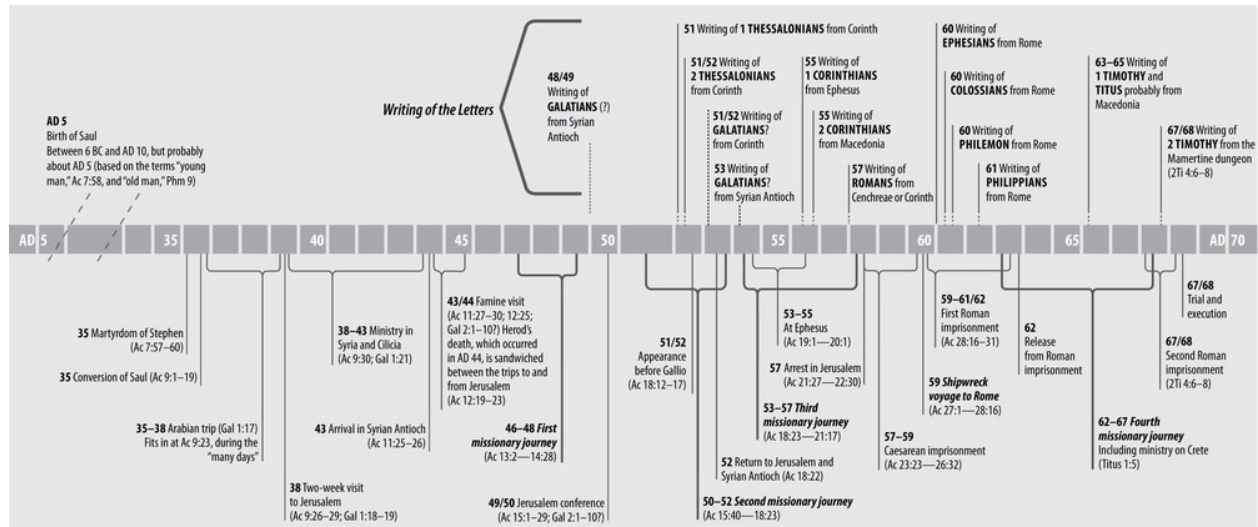 51 Writing of 1 THESSALONIANS from Corinth
60 Writing of
EPHESIANS from Rome
48/49
Writing of
GALATIANS (?)
from Syrian
Antioch
Writing of the Letters
51/52 Writing of
2 THESSALONIANS
from Corinth
55 Writing of
1 CORINTHIANS
from Ephesus
60 Writing of
COLOSSIANS from Rome
63–65 Writing of
1 TIMOTHY and
TITUS probably from
Macedonia
51/52 Writing of
GALATIANS?
from Corinth
55 Writing of
2 CORINTHIANS
from Macedonia
60 Writing of
PHILEMON from Rome
67/68 Writing of
2 TIMOTHY from the
Mamertine dungeon
(2Ti 4:6–8)
53 Writing of
GALATIANS?
from Syrian Antioch
57 Writing of
ROMANS from
Cenchreae or Corinth
61 Writing of
PHILIPPIANS
from Rome
AD 5
Birth of Saul
Between 6 BC and AD 10, but probably
about AD 5 (based on the terms "young
man," Ac 7:58, and "old man," Phm 9)
AD 5 35 40 45 50 55 60 65 AD 70
35 Martyrdom of Stephen
(Ac 7:57–60)
35 Conversion of Saul (Ac 9:1–19)
35–38 Arabian trip (Gal 1:17)
Fits in at Ac 9:23, during the
"many days"
38 Two-week visit
to Jerusalem
(Ac 9:26–29; Gal 1:18–19)
38–43 Ministry in
Syria and Cilicia
(Ac 9:30; Gal 1:21)
43 Arrival in Syrian Antioch
(Ac 11:25–26)
43/44 Famine visit
(Ac 11:27–30; 12:25;
Gal 2:1–10?) Herod's
death, which occurred
in AD 44, is sandwiched
between the trips to and
from Jerusalem
(Ac 12:19–23)
46–48 First
missionary journey
(Ac 13:2—14:28)
49/50 Jerusalem conference
(Ac 15:1–29; Gal 2:1–10?)
51/52
Appearance
before Gallio
(Ac 18:12–17)
50–52 Second missionary journey
(Ac 15:40—18:23)
52 Return to Jerusalem and
Syrian Antioch (Ac 18:22)
53–55
At Ephesus
(Ac 19:1—20:1)
57 Arrest in Jerusalem
(Ac 21:27—22:30)
53–57 Third
missionary journey
(Ac 18:23—21:17)
57–59
Caesarean imprisonment
(Ac 23:23—26:32)
59–61/62
First Roman
imprisonment
(Ac 28:16–31)
59 Shipwreck
voyage to Rome
(Ac 27:1—28:16)
62
Release
from Roman
imprisonment
62–67 Fourth
missionary journey
Including ministry on Crete
(Titus 1:5)
67/68
Trial and
execution
67/68
Second Roman
imprisonment
(2Ti 4:6–8)